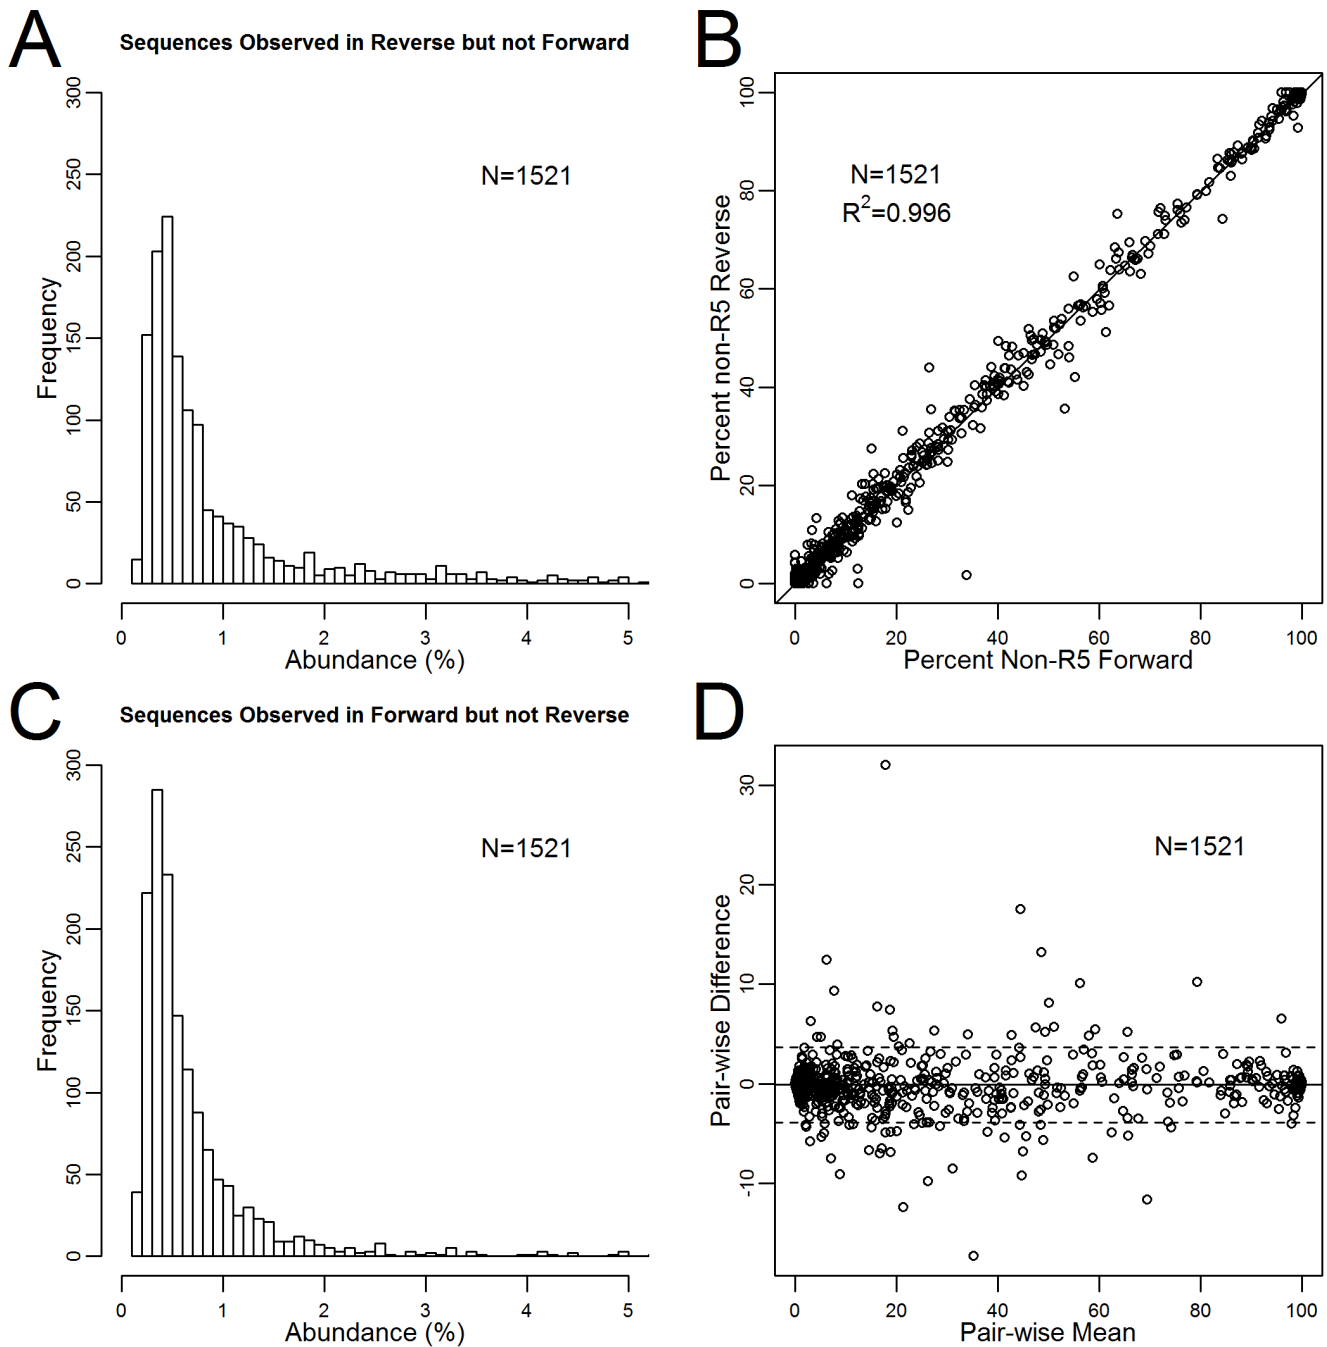 A
Sequences Observed in Reverse but not Forward
300
250
200
150
100
50
0
Frequency
N=1521
0 1 2 3 4 5
Abundance (%)
B
100
80
60
40
20
0
Percent non-R5 Reverse
N=1521
R²=0.996
0 20 40 60 80 100
Percent Non-R5 Forward
C
Sequences Observed in Forward but not Reverse
300
250
200
150
100
50
0
Frequency
N=1521
0 1 2 3 4 5
Abundance (%)
D
30
20
10
0
-10
Pair-wise Difference
N=1521
0 20 40 60 80 100
Pair-wise Mean